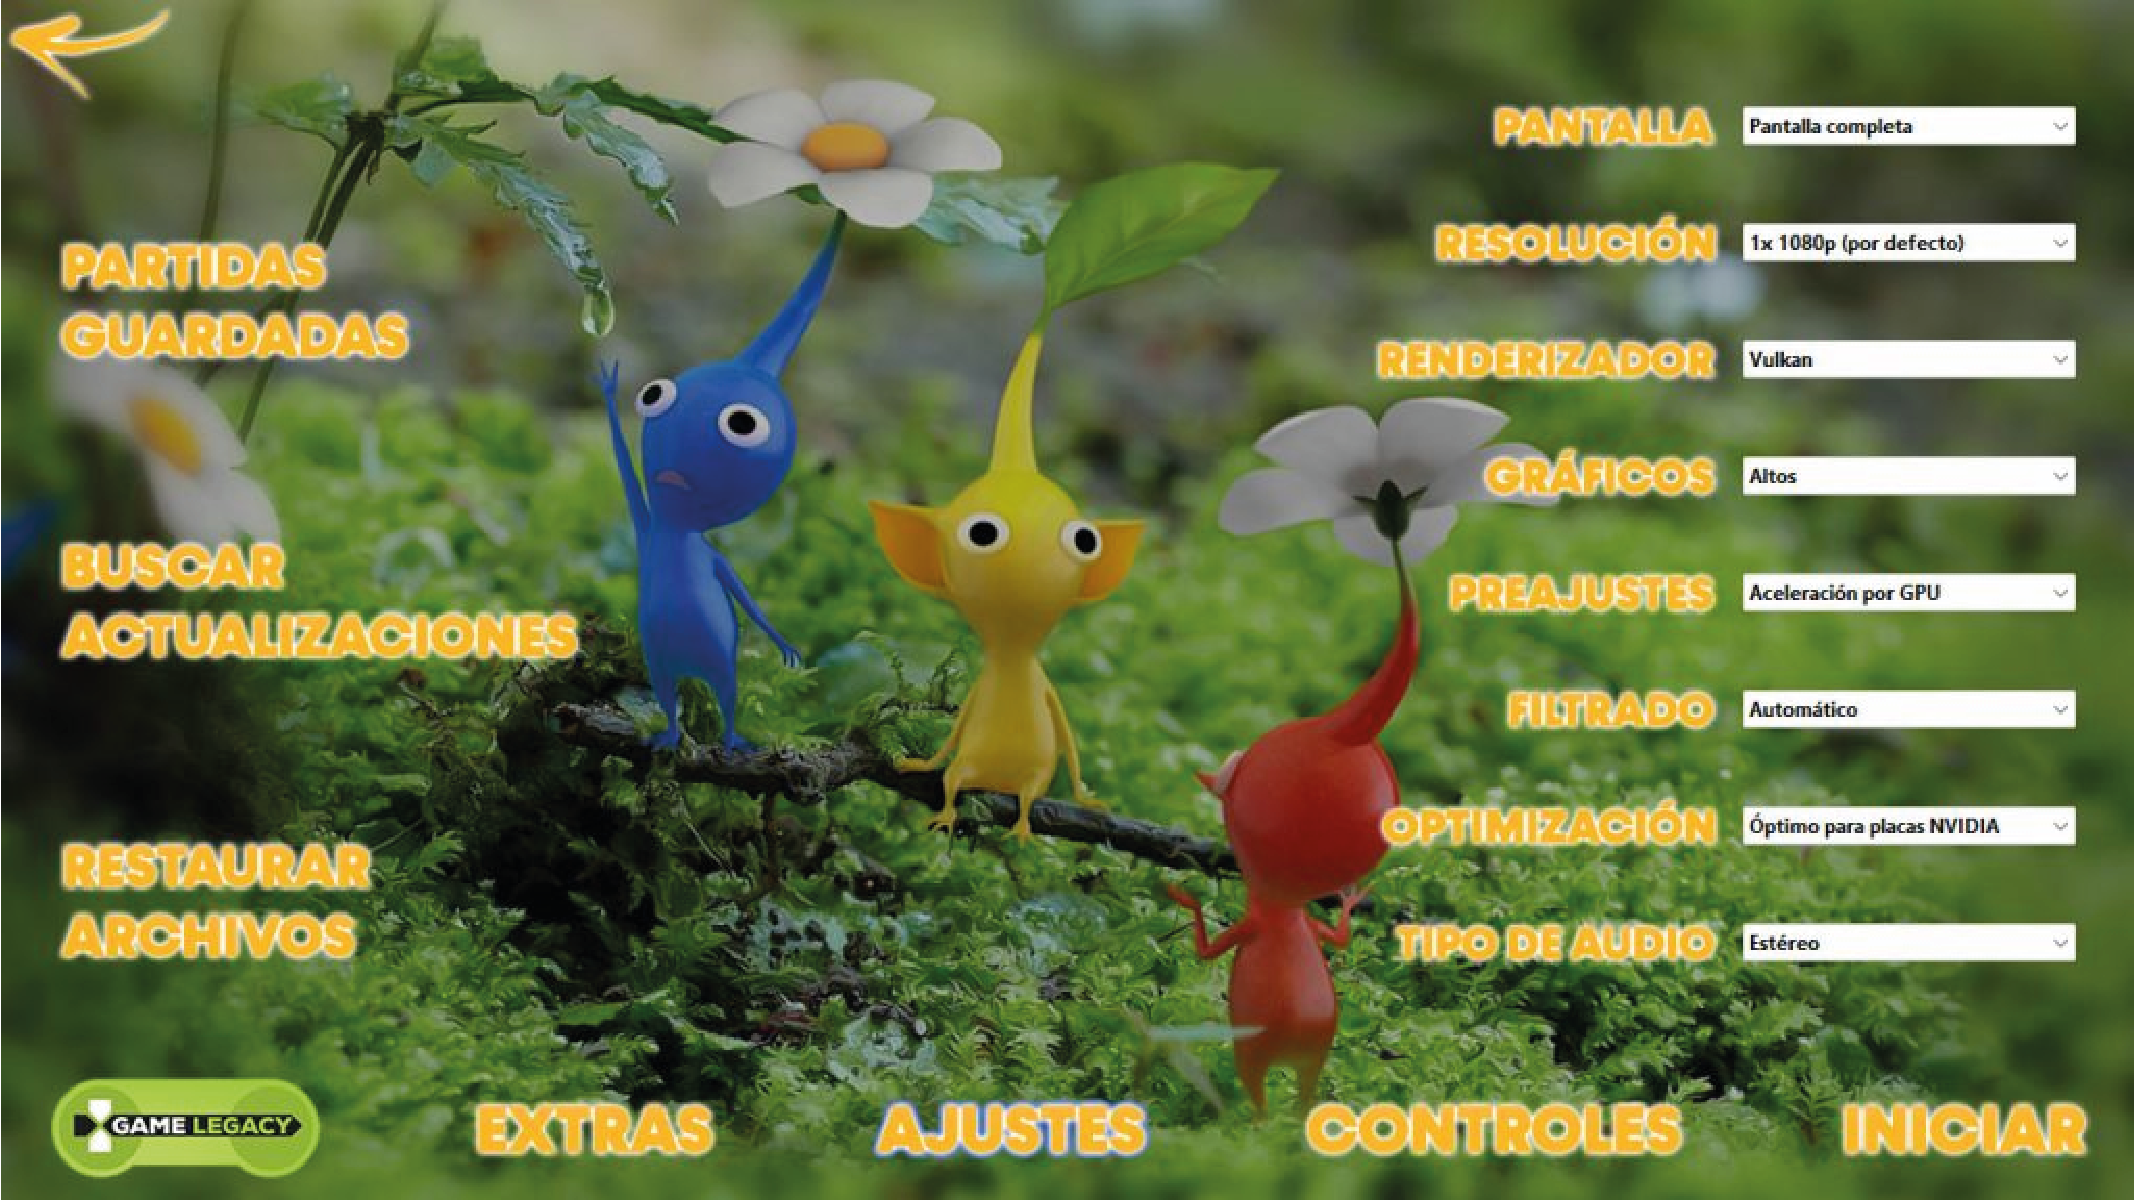 PARTIDAS
GUARDADAS
BUSCAR
ACTUALIZACIONES
RESTAURAR
ARCHIVOS
PANTALLA Pantalla completa
RESOLUCIÓN 1x 1080p (por defecto)
RENDERIZADOR Vulkan
GRÁFICOS Altos
PREAJUSTES Aceleración por GPU
FILTRADO Automático
OPTIMIZACIÓN Óptimo para placas NVIDIA
TIPO DE AUDIO Estéreo
GAME LEGACY EXTRAS AJUSTES CONTROLES INICIAR